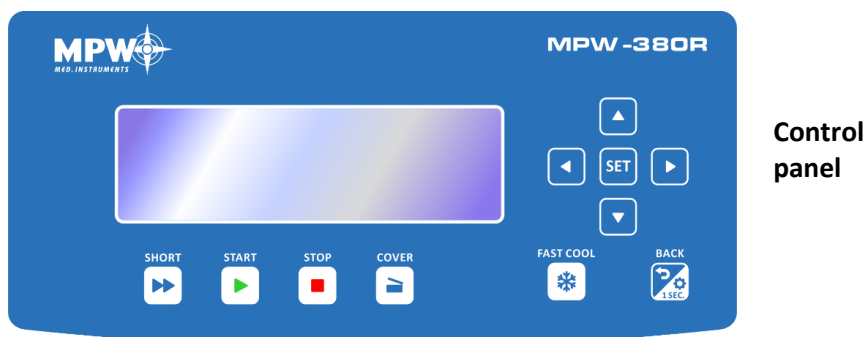 MPW
MED. INSTRUMENTS
MPW-380R
SET
Control
panel
SHORT
START
STOP
COVER
FAST COOL
BACK
1 SEC.